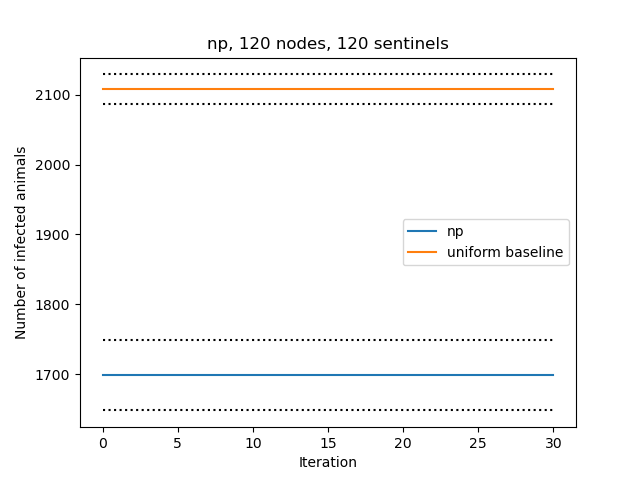 np, 120 nodes, 120 sentinels
Number of infected animals
2100
2000
1900
1800
1700
np
uniform baseline
0 5 10 15 20 25 30
Iteration